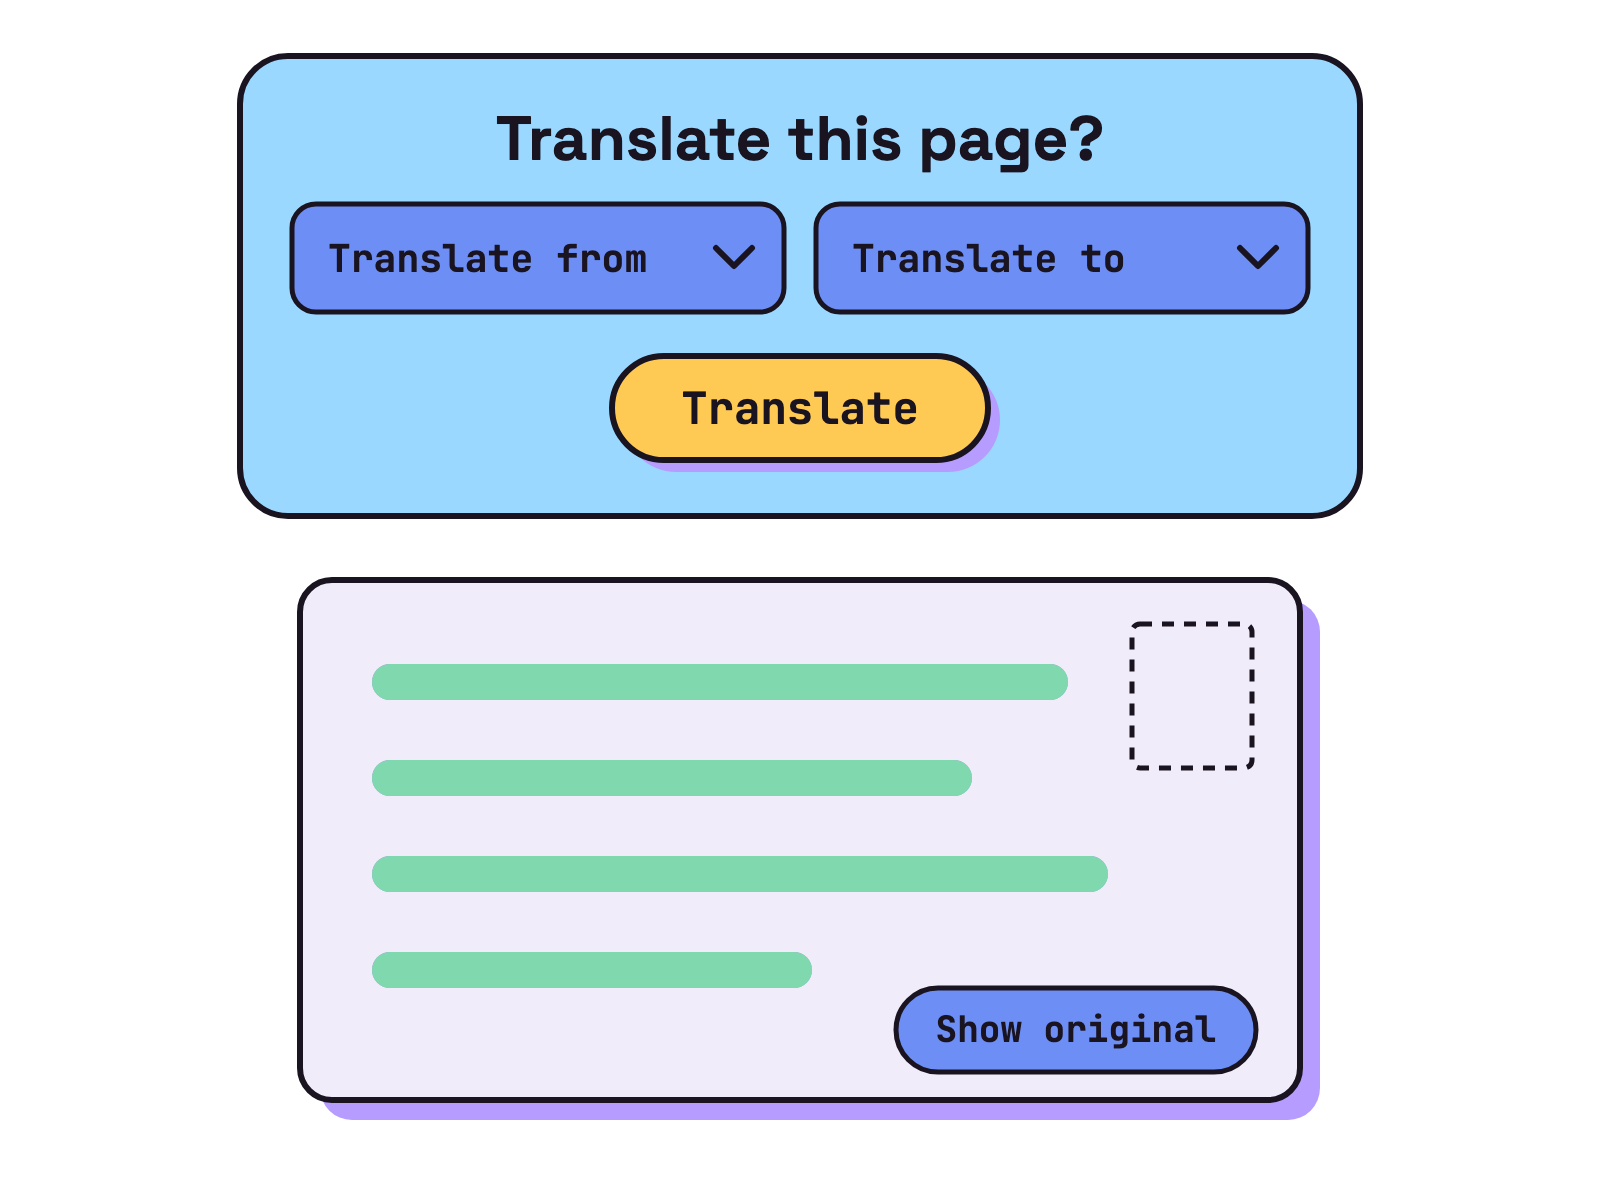 Translate this page?
Translate from
Translate to
Translate
Show original